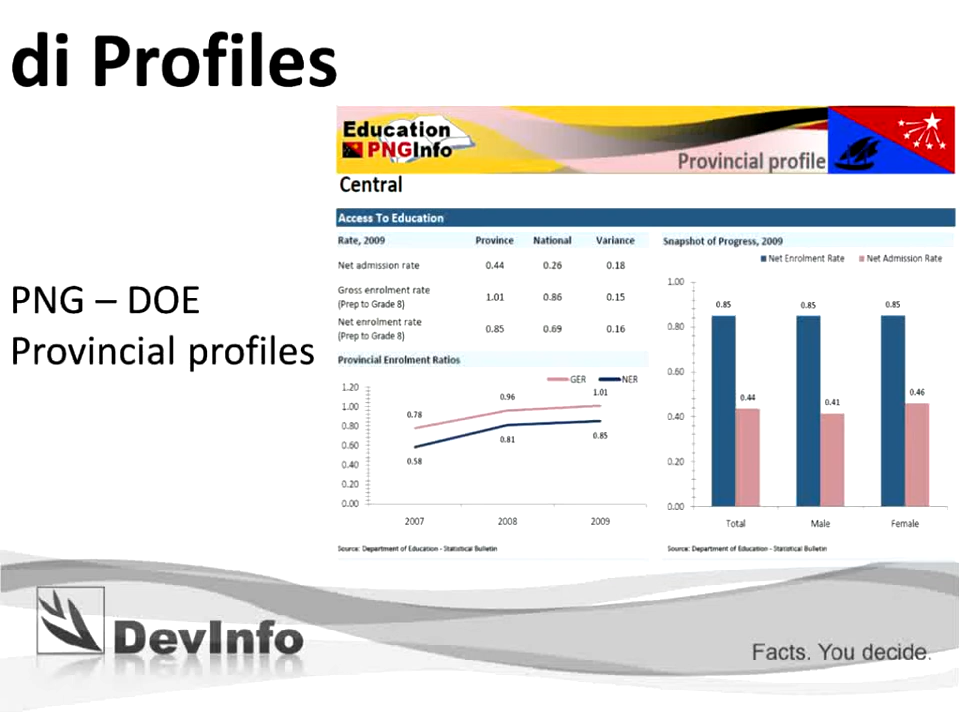 di Profiles
Education
PNGInfo
Provincial profile
Central
Access To Education
Rate, 2009 Province National Variance
Net admission rate 0.44 0.26 0.18
Gross enrolment rate
(Prep to Grade 8) 1.01 0.86 0.15
Net enrolment rate
(Prep to Grade 8) 0.85 0.69 0.16
Provincial Enrolment Ratios
GER NER
1.20
1.00
0.80
0.60
0.40
0.20
0.00
0.78 0.96 1.01
0.58 0.81 0.85
2007 2008 2009
Source: Department of Education - Statistical Bulletin
Snapshot of Progress, 2009
Net Enrolment Rate Net Admission Rate
1.00
0.80
0.60
0.40
0.20
0.00
0.85 0.85 0.85
0.44 0.41 0.46
Total Male Female
Source: Department of Education - Statistical Bulletin
PNG – DOE
Provincial profiles
DevInfo
Facts. You decide.